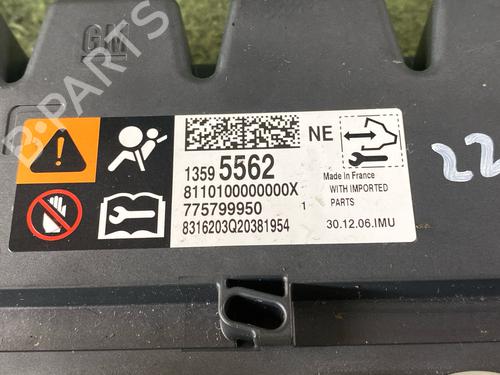 GM
B-PARTS
NE
1359 5562
8110100000000X
775799950 1
8316203Q20381954
Made in France
WITH IMPORTED
PARTS
30.12.06.IMU
22